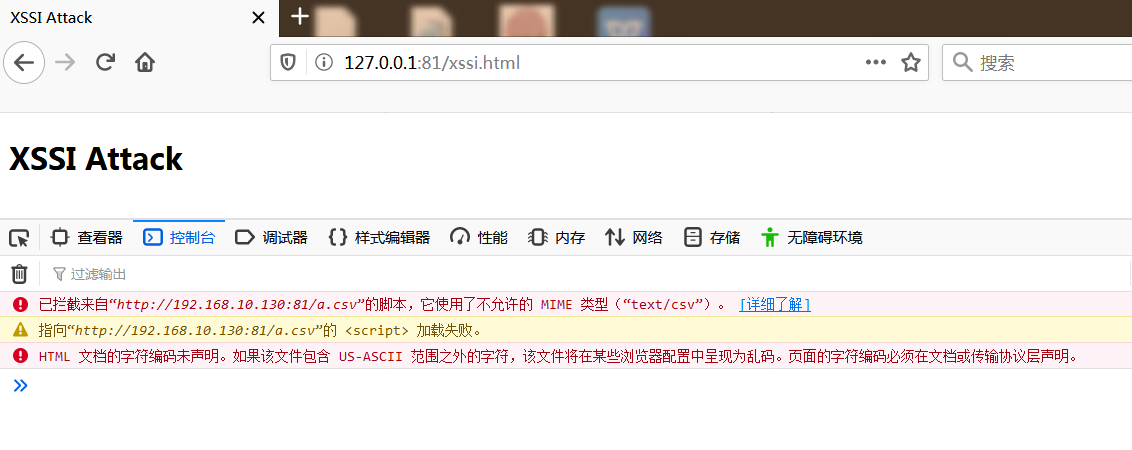 XSSI Attack
127.0.0.1:81/xssi.html
搜索
XSSI Attack
查看器 控制台 调试器 样式编辑器 性能 内存 网络 存储 无障碍环境
过滤输出
已拦截来自“http://192.168.10.130:81/a.csv”的脚本，它使用了不允许的 MIME 类型（“text/csv”）。 [详细了解]
指向“http://192.168.10.130:81/a.csv”的 <script> 加载失败。
HTML 文档的字符编码未声明。如果该文件包含 US-ASCII 范围之外的字符，该文件将在某些浏览器配置中呈现为乱码。页面的字符编码必须在文档或传输协议层声明。